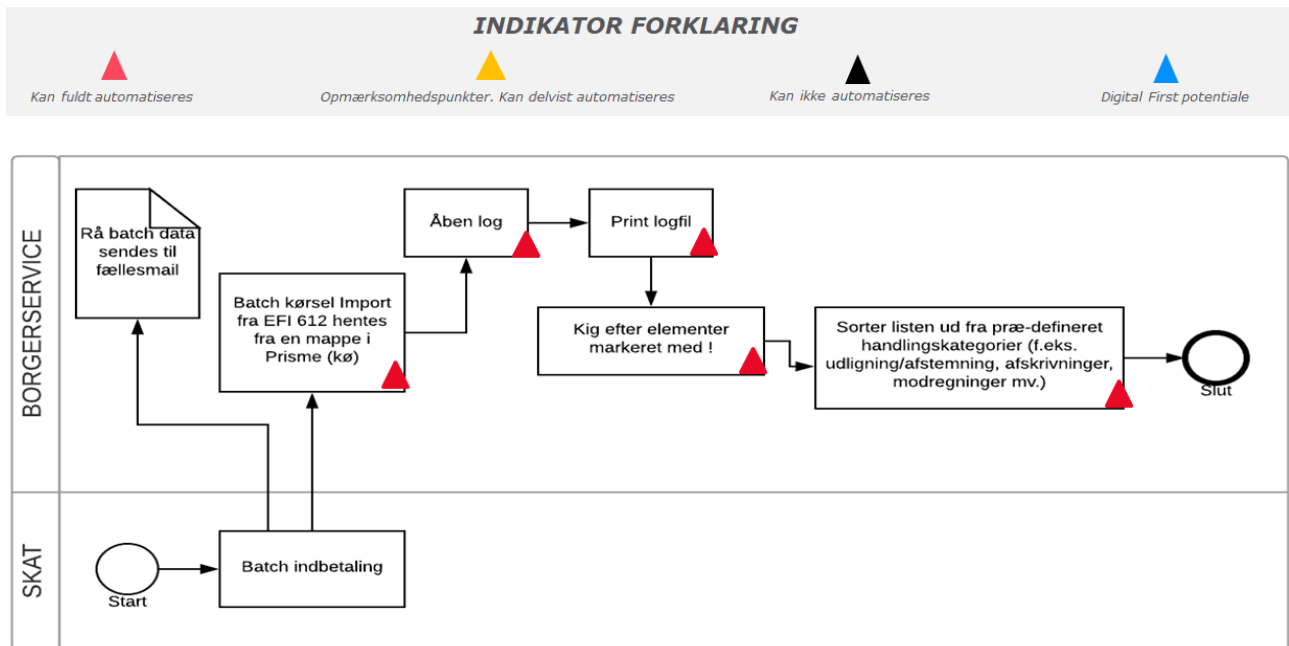 INDIKATOR FORKLARING
Kan fuldt automatiseres
Opmærksomhedspunkter. Kan delvist automatiseres
Kan ikke automatiseres
Digital First potentiale
BORGERSERVICE
Rå batch data
sendes til
fællesmail
Batch kørsel Import
fra EFI 612 hentes
fra en mappe i
Prisme (kø)
Åben log
Print logfil
Kig efter elementer
markeret med !
Sorter listen ud fra præ-defineret
handlingskategorier (f.eks.
udligning/afstemning, afskrivninger,
modregninger mv.)
Slut
SKAT
Start
Batch indbetaling